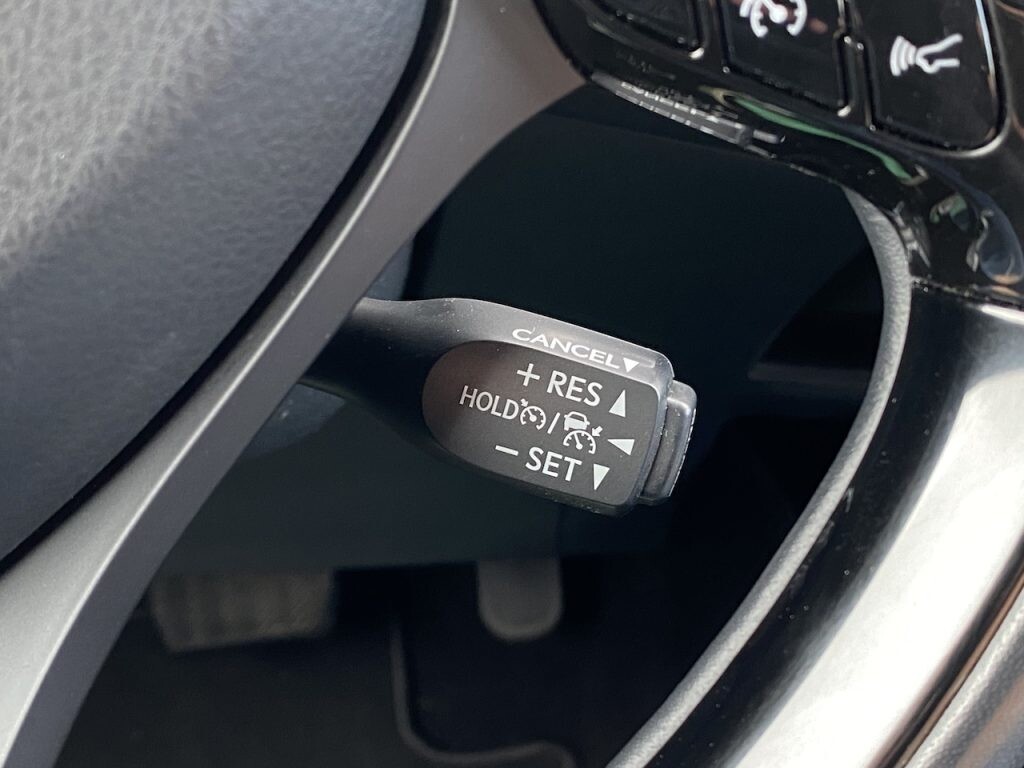 CANCEL▼
+ RES ▲
HOLD /
− SET ▼